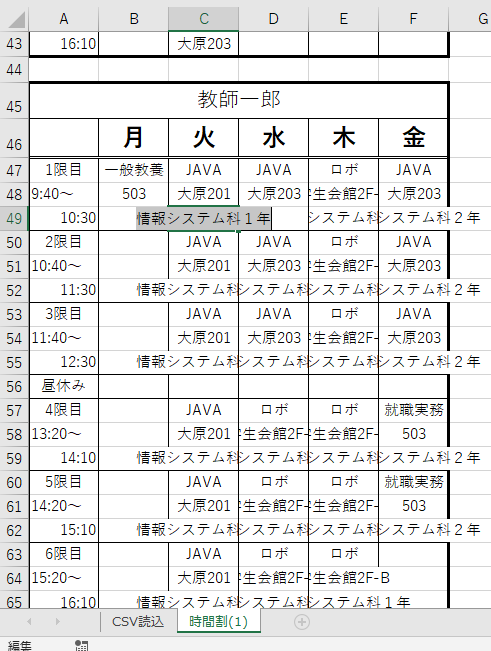 A B C D E F G
43 16:10 大原203
44
45 教師一郎
46 月 火 水 木 金
47 1限目 一般教養 JAVA JAVA ロボ JAVA
48 9:40～ 503 大原201 大原203 生会館2F- 大原203
49 10:30 情報システム科１年 システム科 システム科２年
50 2限目 JAVA JAVA ロボ JAVA
51 10:40～ 大原201 大原203 生会館2F- 大原203
52 11:30 情報システム科 システム科 システム科 システム科２年
53 3限目 JAVA JAVA ロボ JAVA
54 11:40～ 大原201 大原203 生会館2F- 大原203
55 12:30 情報システム科 システム科 システム科 システム科２年
56 昼休み
57 4限目 JAVA ロボ ロボ 就職実務
58 13:20～ 大原201 生会館2F- 生会館2F- 503
59 14:10 情報システム科 システム科 システム科 システム科２年
60 5限目 JAVA ロボ ロボ 就職実務
61 14:20～ 大原201 生会館2F- 生会館2F- 503
62 15:10 情報システム科 システム科 システム科 システム科２年
63 6限目 JAVA ロボ ロボ
64 15:20～ 大原201 生会館2F- 生会館2F-B
65 16:10 情報システム科 システム科 システム科１年
CSV読込 時間割(1)
編集